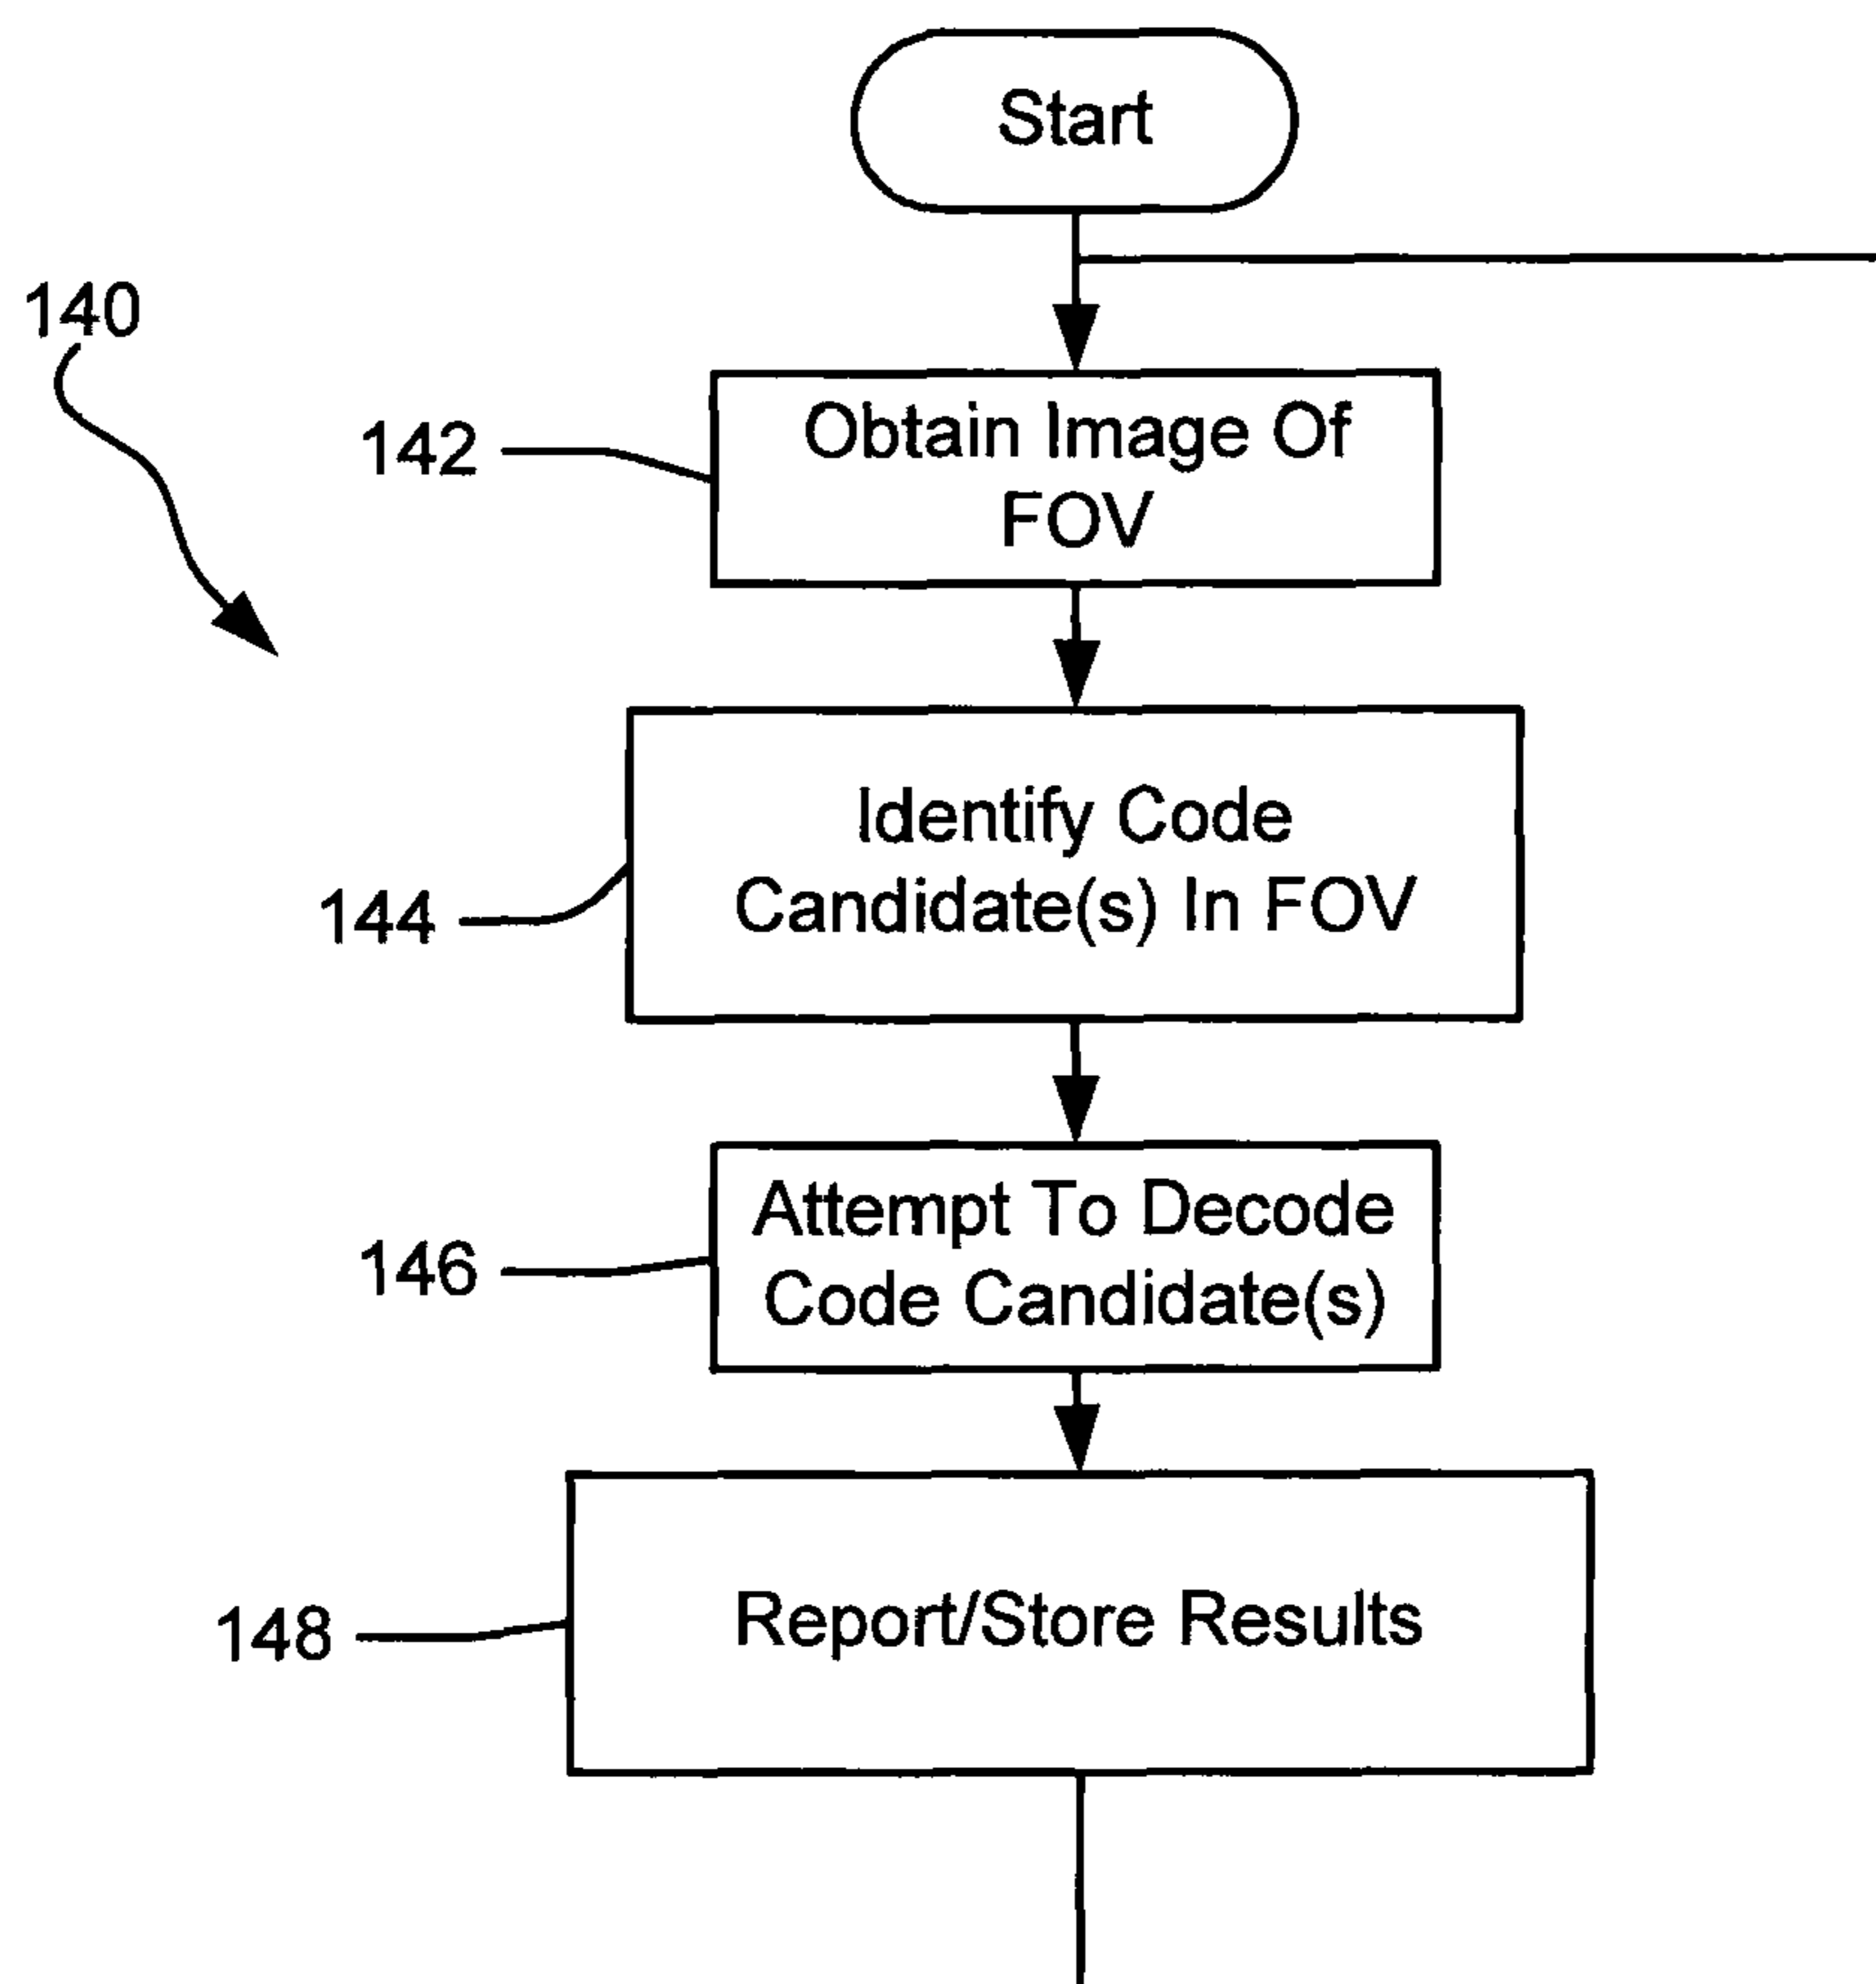 Start
140
142
Obtain Image Of
FOV
144
Identify Code
Candidate(s) In FOV
146
Attempt To Decode
Code Candidate(s)
148
Report/Store Results